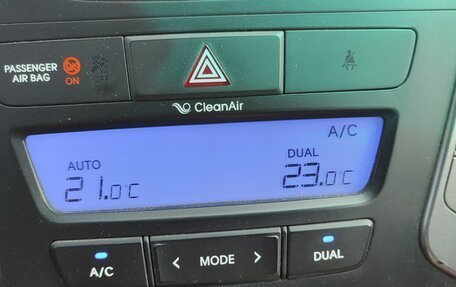 PASSENGER
AIR BAG ON
CleanAir
A/C
AUTO DUAL
21.0°C 23.0°C
A/C < MODE > DUAL